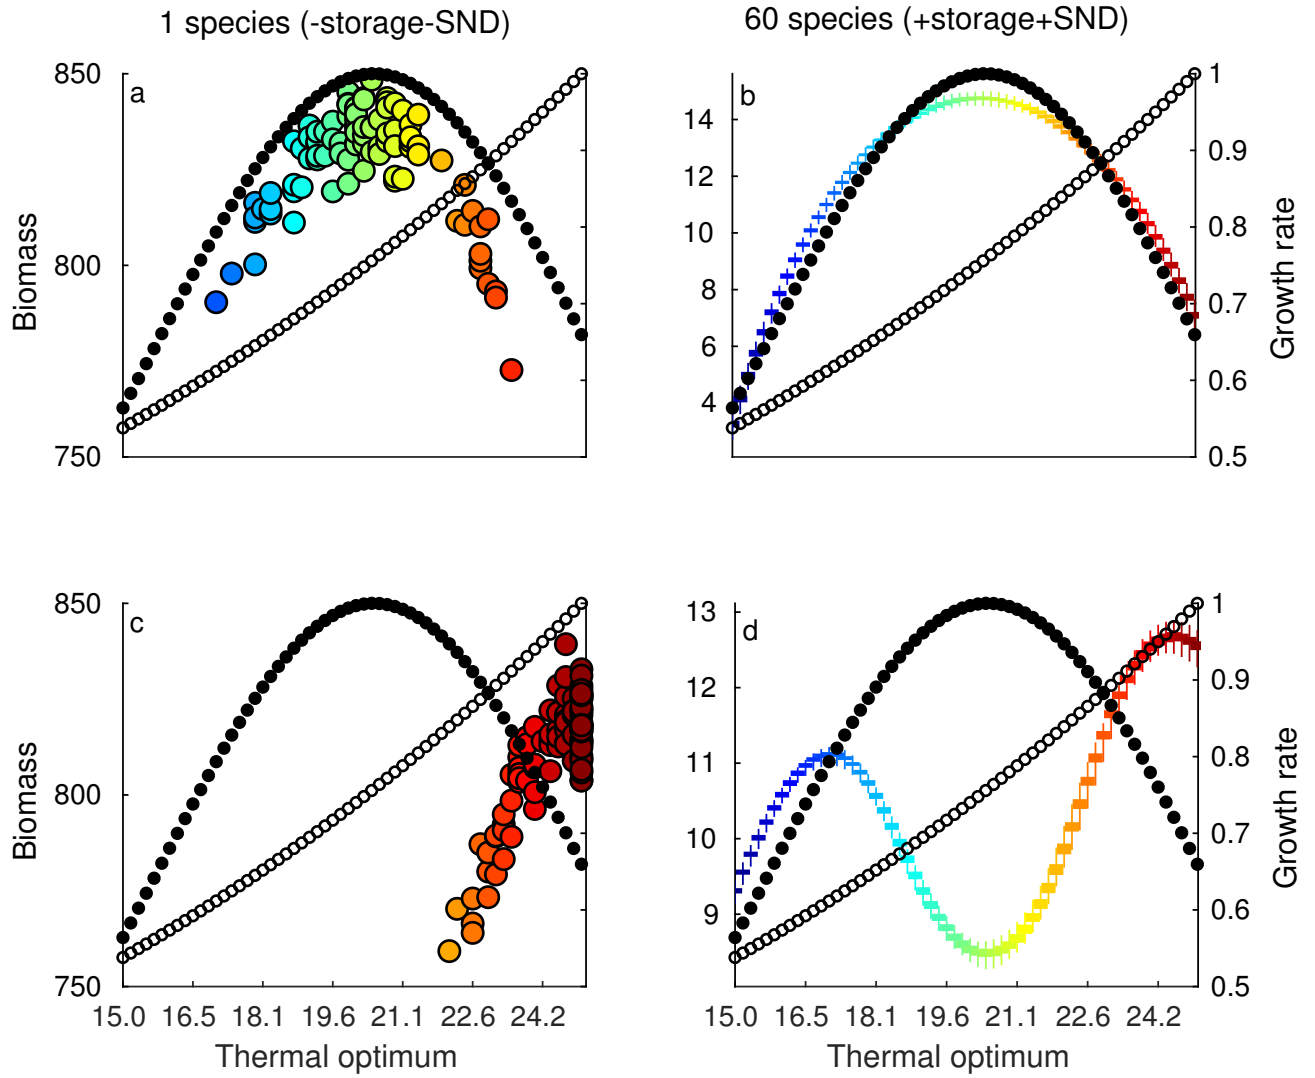 1 species (-storage-SND)
60 species (+storage+SND)
850
800
750
Biomass
a
14
12
10
8
6
4
b
1
0.9
0.8
0.7
0.6
0.5
Growth rate
850
800
750
Biomass
c
15.0 16.5 18.1 19.6 21.1 22.6 24.2
Thermal optimum
13
12
11
10
9
d
1
0.9
0.8
0.7
0.6
0.5
Growth rate
15.0 16.5 18.1 19.6 21.1 22.6 24.2
Thermal optimum